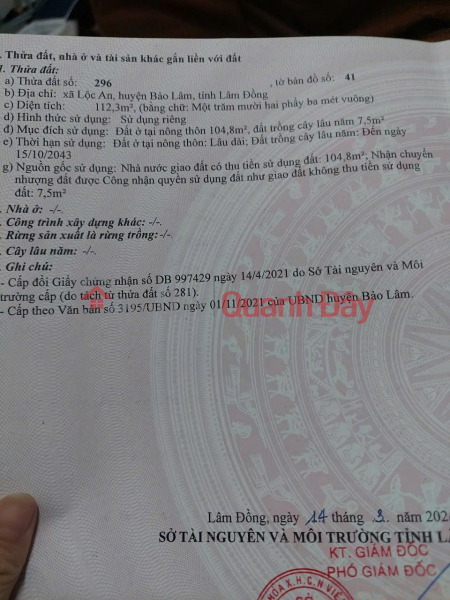 . Thửa đất, nhà ở và tài sản khác gắn liền với đất
. Thửa đất:
a) Thửa đất số: 296 , tờ bản đồ số: 41
b) Địa chỉ: xã Lộc An, huyện Bảo Lâm, tỉnh Lâm Đồng
c) Diện tích: 112,3m², (bằng chữ: Một trăm mười hai phẩy ba mét vuông)
d) Hình thức sử dụng: Sử dụng riêng
đ) Mục đích sử dụng: Đất ở tại nông thôn 104,8m², đất trồng cây lâu năm 7,5m²
e) Thời hạn sử dụng: Đất ở tại nông thôn: Lâu dài; Đất trồng cây lâu năm: Đến ngày
15/10/2043
g) Nguồn gốc sử dụng: Nhà nước giao đất có thu tiền sử dụng đất: 104,8m²; Nhận chuyển
nhượng đất được Công nhận quyền sử dụng đất như giao đất không thu tiền sử dụng
đất: 7,5m²
. Nhà ở: -/-.
. Công trình xây dựng khác: -/-.
. Rừng sản xuất là rừng trồng: -/-.
. Cây lâu năm: -/-.
. Ghi chú:
- Cấp đổi Giấy chứng nhận số DB 997429 ngày 14/4/2021 do Sở Tài nguyên và Môi
trường cấp (do tách từ thửa đất số 281).
- Cấp theo Văn bản số 3195/UBND ngày 01/11/2021 của UBND huyện Bảo Lâm.
Quanh Day
Lâm Đồng, ngày 14 tháng 3. năm 202
SỞ TÀI NGUYÊN VÀ MÔI TRƯỜNG TỈNH L
KT. GIÁM ĐỐC
PHÓ GIÁM ĐỐC
HÒA X.H.C.N VIỆ
SỞ